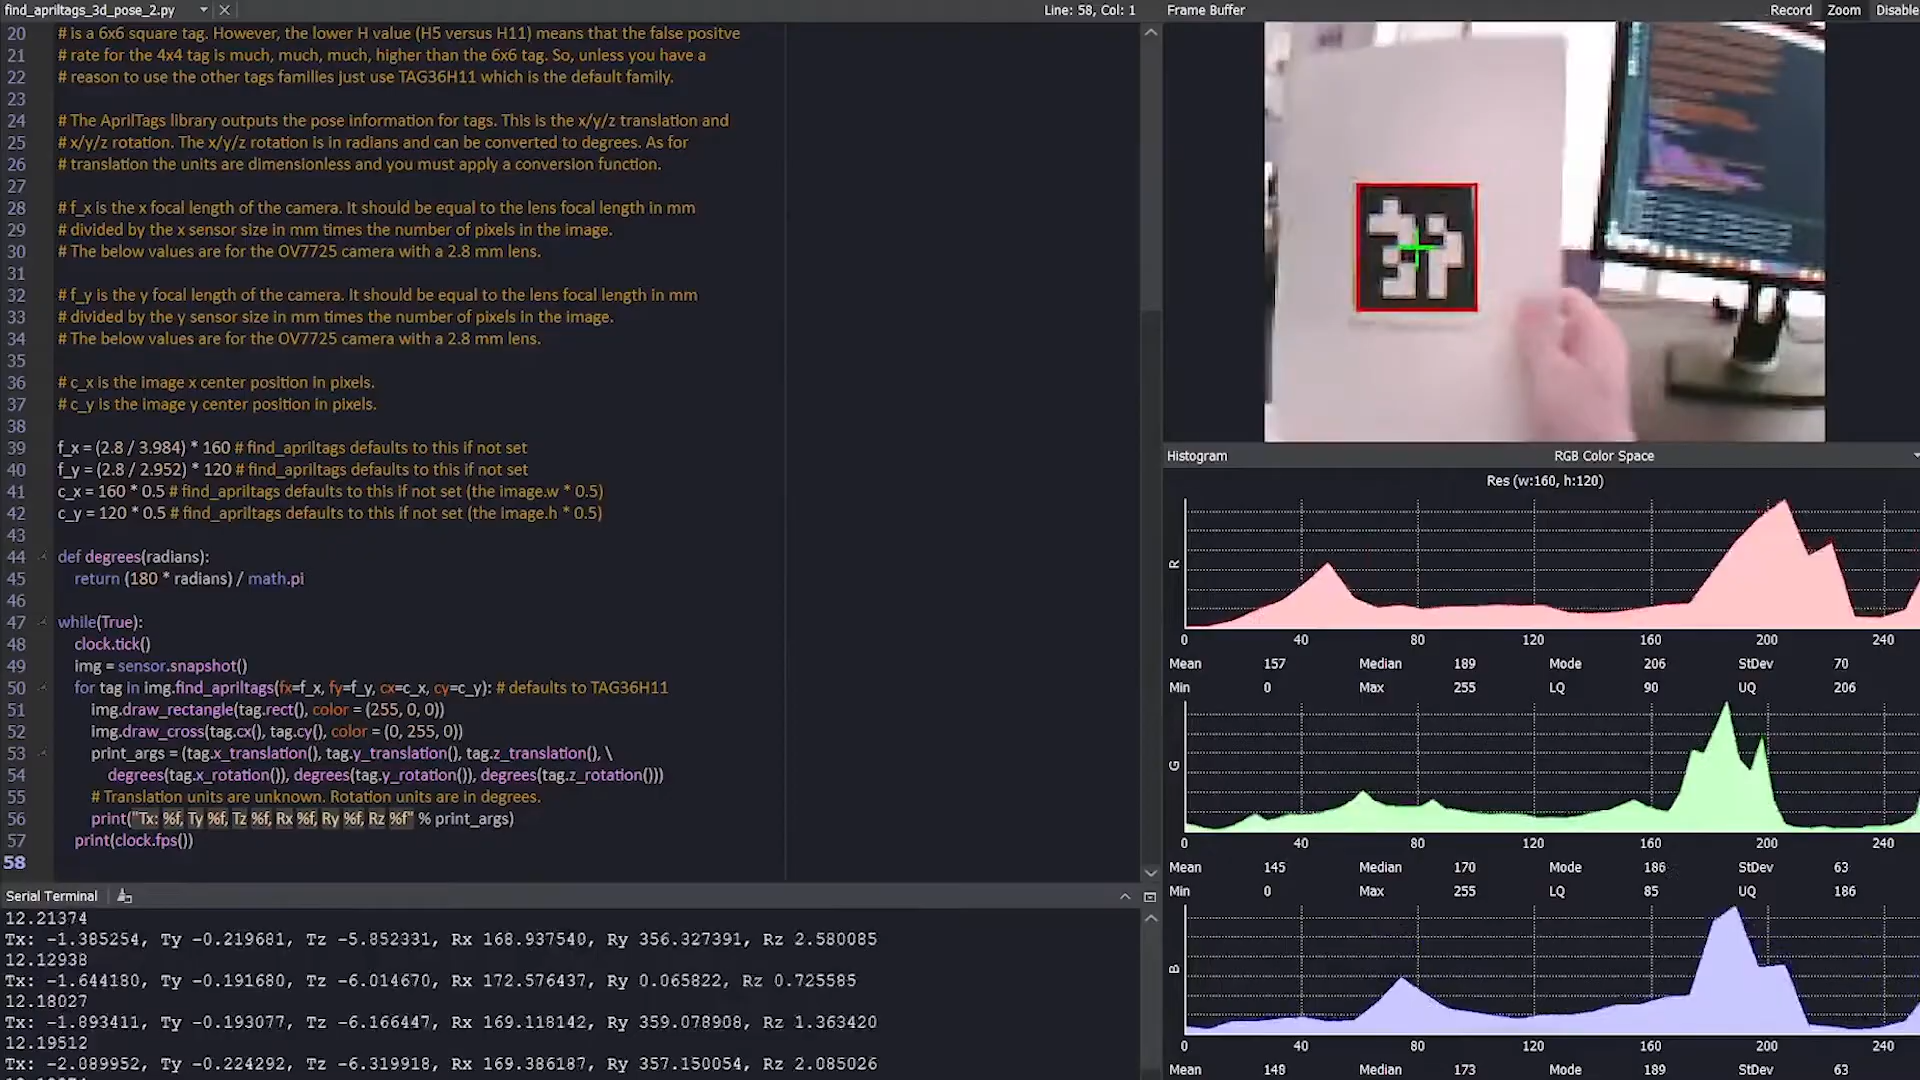 find_apriltags_3d_pose_2.py
Line: 58, Col: 1
20 # is a 6x6 square tag. However, the lower H value (H5 versus H11) means that the false positve
21 # rate for the 4x4 tag is much, much, much, higher than the 6x6 tag. So, unless you have a
22 # reason to use the other tags families just use TAG36H11 which is the default family.
23
24 # The AprilTags library outputs the pose information for tags. This is the x/y/z translation and
25 # x/y/z rotation. The x/y/z rotation is in radians and can be converted to degrees. As for
26 # translation the units are dimensionless and you must apply a conversion function.
27
28 # f_x is the x focal length of the camera. It should be equal to the lens focal length in mm
29 # divided by the x sensor size in mm times the number of pixels in the image.
30 # The below values are for the OV7725 camera with a 2.8 mm lens.
31
32 # f_y is the y focal length of the camera. It should be equal to the lens focal length in mm
33 # divided by the y sensor size in mm times the number of pixels in the image.
34 # The below values are for the OV7725 camera with a 2.8 mm lens.
35
36 # c_x is the image x center position in pixels.
37 # c_y is the image y center position in pixels.
38
39 f_x = (2.8 / 3.984) * 160 # find_apriltags defaults to this if not set
40 f_y = (2.8 / 2.952) * 120 # find_apriltags defaults to this if not set
41 c_x = 160 * 0.5 # find_apriltags defaults to this if not set (the image.w * 0.5)
42 c_y = 120 * 0.5 # find_apriltags defaults to this if not set (the image.h * 0.5)
43
44 def degrees(radians):
45 return (180 * radians) / math.pi
46
47 while(True):
48 clock.tick()
49 img = sensor.snapshot()
50 for tag in img.find_apriltags(fx=f_x, fy=f_y, cx=c_x, cy=c_y): # defaults to TAG36H11
51 img.draw_rectangle(tag.rect(), color = (255, 0, 0))
52 img.draw_cross(tag.cx(), tag.cy(), color = (0, 255, 0))
53 print_args = (tag.x_translation(), tag.y_translation(), tag.z_translation(), \
54 degrees(tag.x_rotation()), degrees(tag.y_rotation()), degrees(tag.z_rotation()))
55 # Translation units are unknown. Rotation units are in degrees.
56 print("Tx: %f, Ty %f, Tz %f, Rx %f, Ry %f, Rz %f" % print_args)
57 print(clock.fps())
58
Serial Terminal
12.21374
Tx: -1.385254, Ty -0.219681, Tz -5.852331, Rx 168.937540, Ry 356.327391, Rz 2.580085
12.12938
Tx: -1.644180, Ty -0.191680, Tz -6.014670, Rx 172.576437, Ry 0.065822, Rz 0.725585
12.18027
Tx: -1.893411, Ty -0.193077, Tz -6.166447, Rx 169.118142, Ry 359.078908, Rz 1.363420
12.19512
Tx: -2.089952, Ty -0.224292, Tz -6.319918, Rx 169.386187, Ry 357.150054, Rz 2.085026
Frame Buffer
Record Zoom Disable
Histogram
RGB Color Space
Res (w:160, h:120)
R
0 40 80 120 160 200 240
Mean 157 Median 189 Mode 206 StDev 70
Min 0 Max 255 LQ 90 UQ 206
G
0 40 80 120 160 200 240
Mean 145 Median 170 Mode 186 StDev 63
Min 0 Max 255 LQ 85 UQ 186
B
0 40 80 120 160 200 240
Mean 148 Median 173 Mode 189 StDev 63